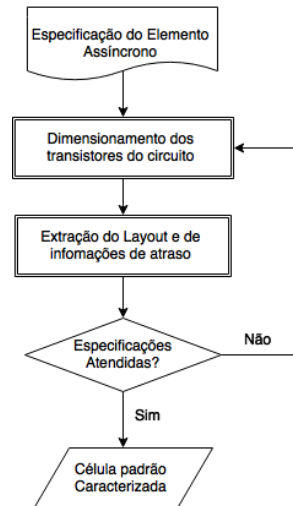 Especificação do Elemento
Assíncrono
Dimensionamento dos
transistores do circuito
Extração do Layout e de
infomações de atraso
Especificações
Atendidas?
Não
Sim
Célula padrão
Caracterizada